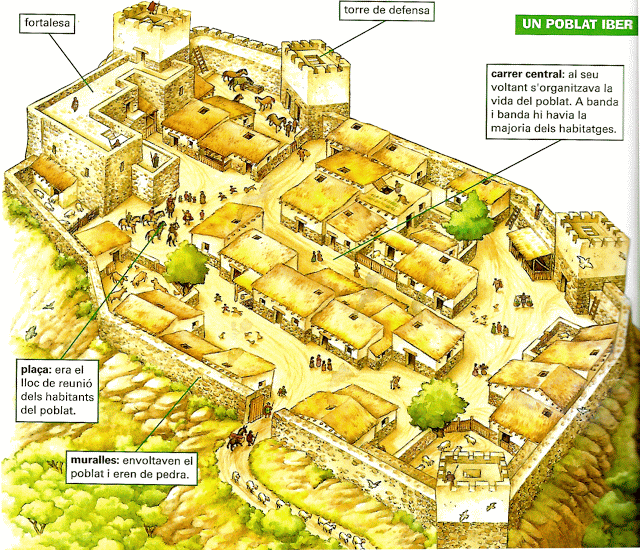 UN POBLAT IBER
fortalesa
torre de defensa
carrer central: al seu
voltant s'organitzava la
vida del poblat. A banda
i banda hi havia la
majoria dels habitatges.
plaça: era el
lloc de reunió
dels habitants
del poblat.
muralles: envoltaven el
poblat i eren de pedra.